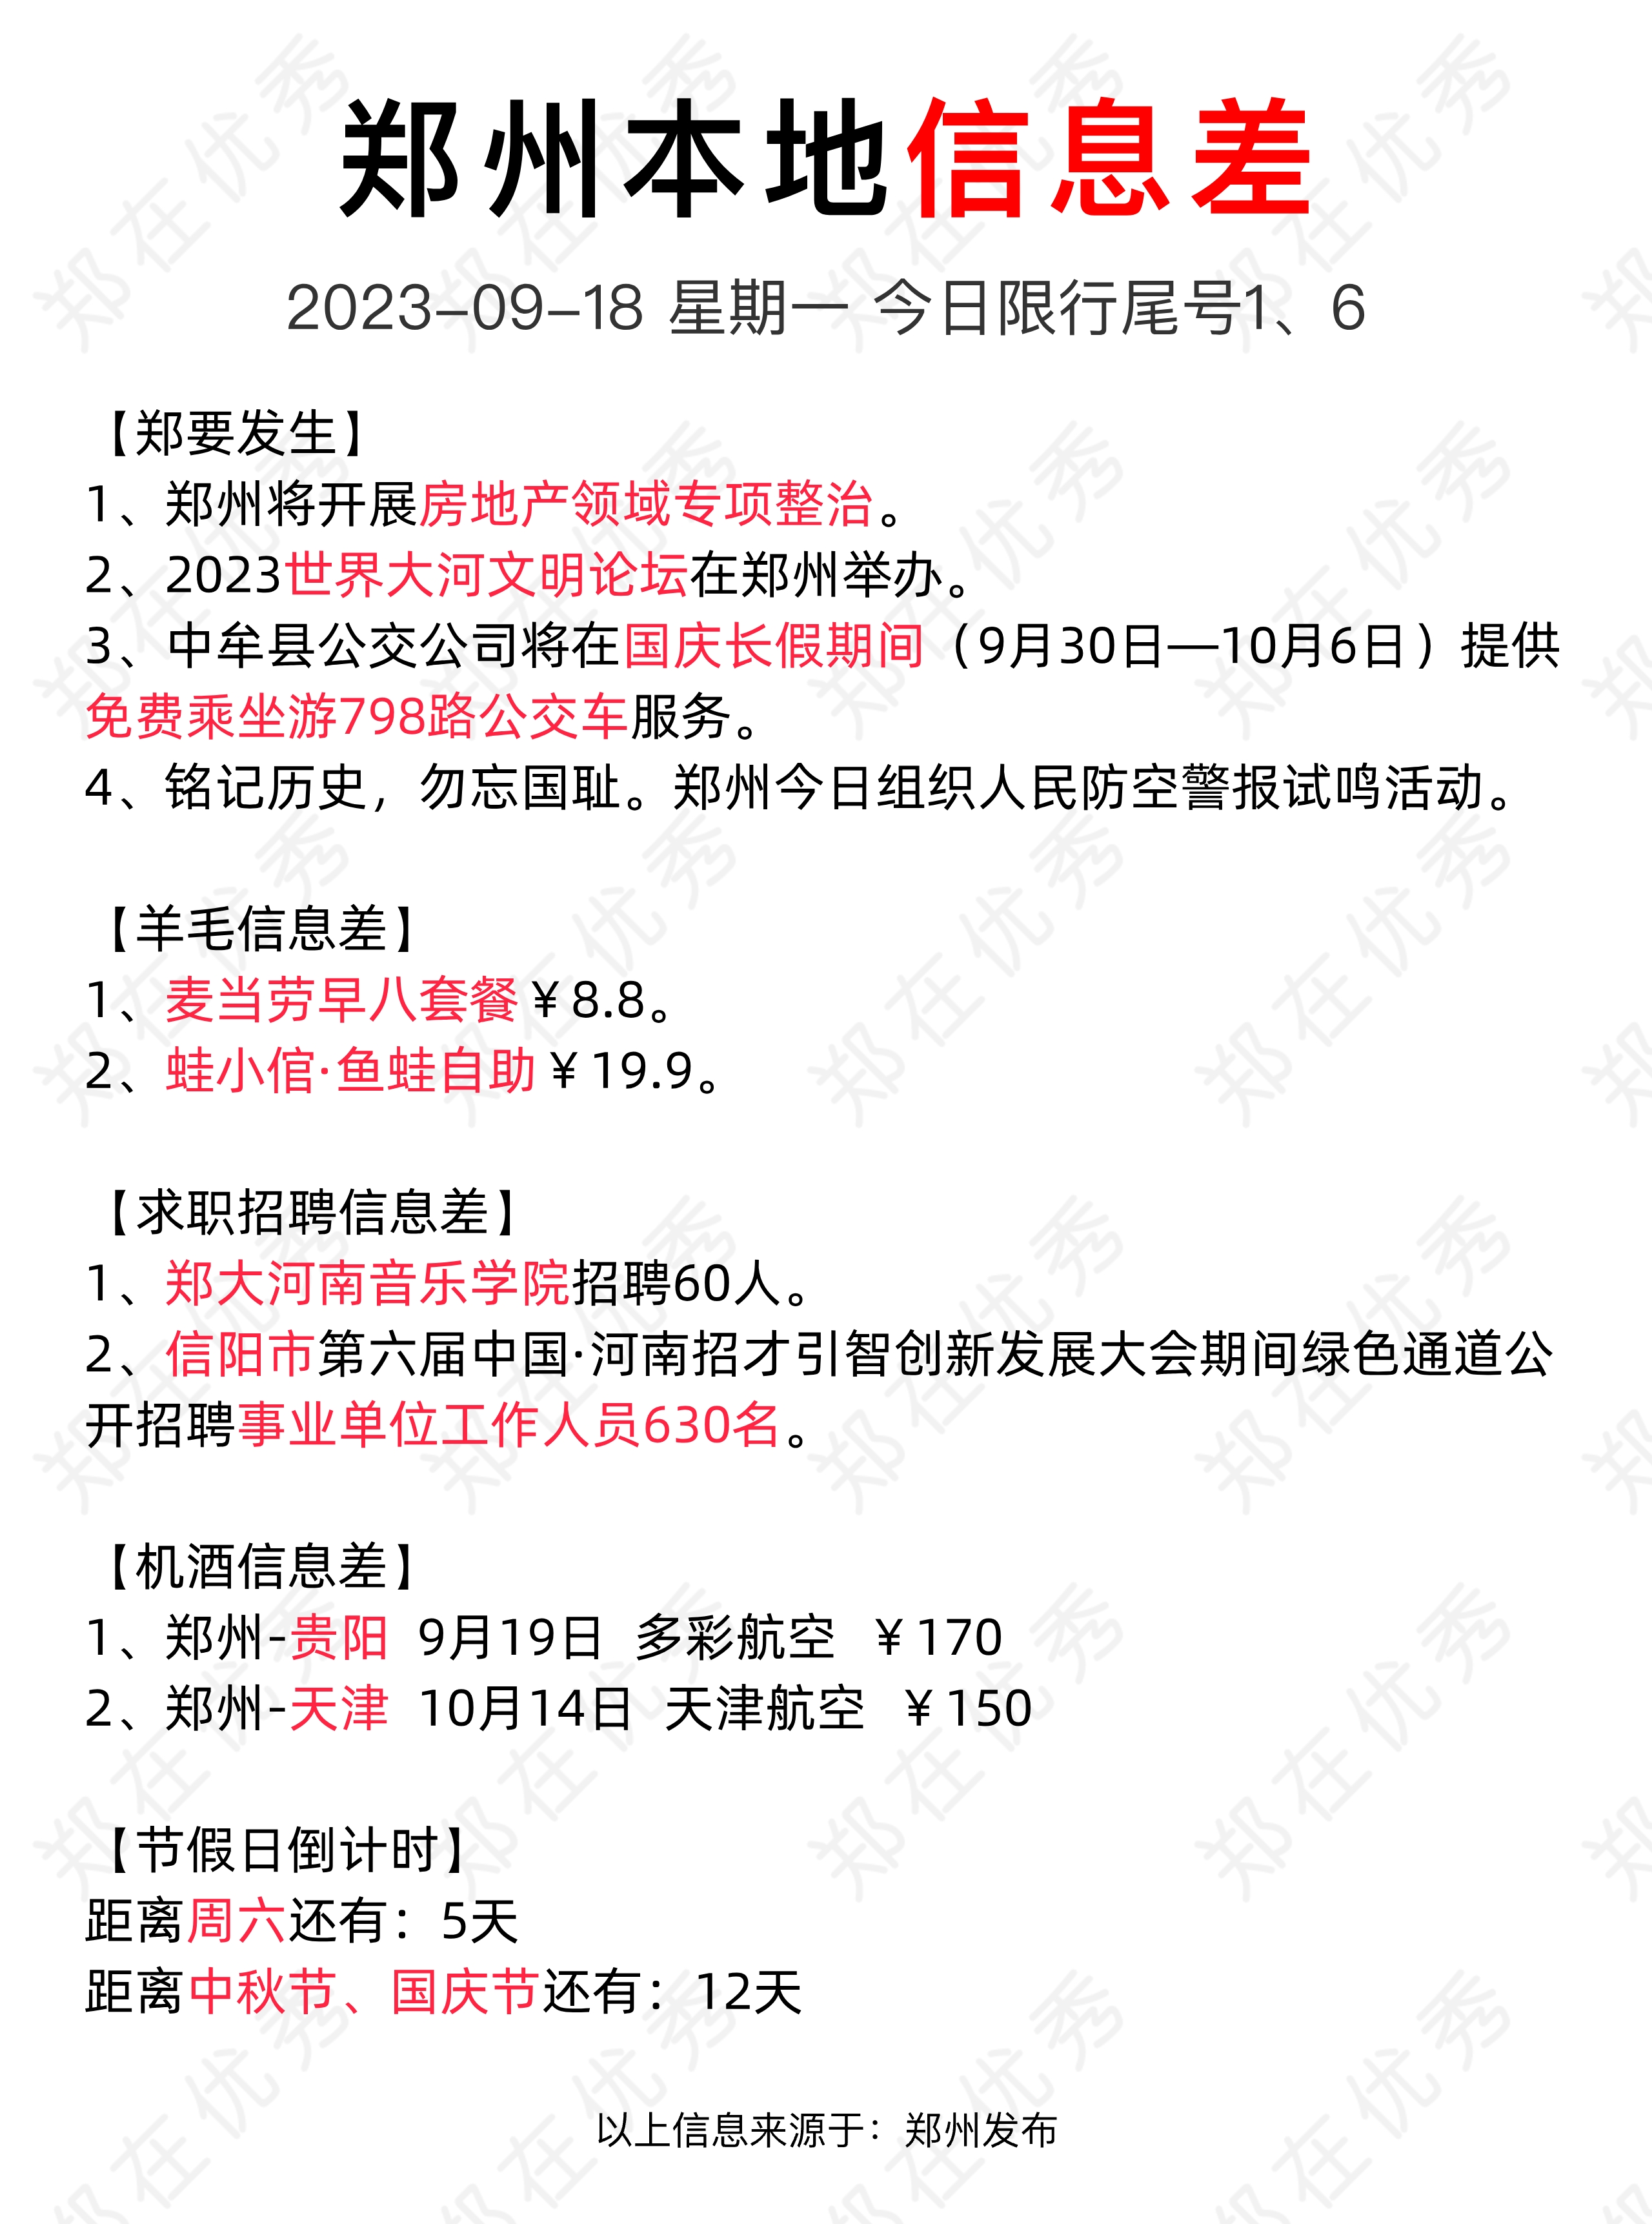 郑州本地信息差
2023-09-18 星期一 今日限行尾号1、6
【郑要发生】
1、郑州将开展房地产领域专项整治。
2、2023世界大河文明论坛在郑州举办。
3、中牟县公交公司将在国庆长假期间（9月30日—10月6日）提供
免费乘坐游798路公交车服务。
4、铭记历史，勿忘国耻。郑州今日组织人民防空警报试鸣活动。
【羊毛信息差】
1、麦当劳早八套餐￥8.8。
2、蛙小倌·鱼蛙自助￥19.9。
【求职招聘信息差】
1、郑大河南音乐学院招聘60人。
2、信阳市第六届中国·河南招才引智创新发展大会期间绿色通道公
开招聘事业单位工作人员630名。
【机酒信息差】
1、郑州-贵阳 9月19日 多彩航空 ￥170
2、郑州-天津 10月14日 天津航空 ￥150
【节假日倒计时】
距离周六还有：5天
距离中秋节、国庆节还有：12天
以上信息来源于：郑州发布
郑在优秀